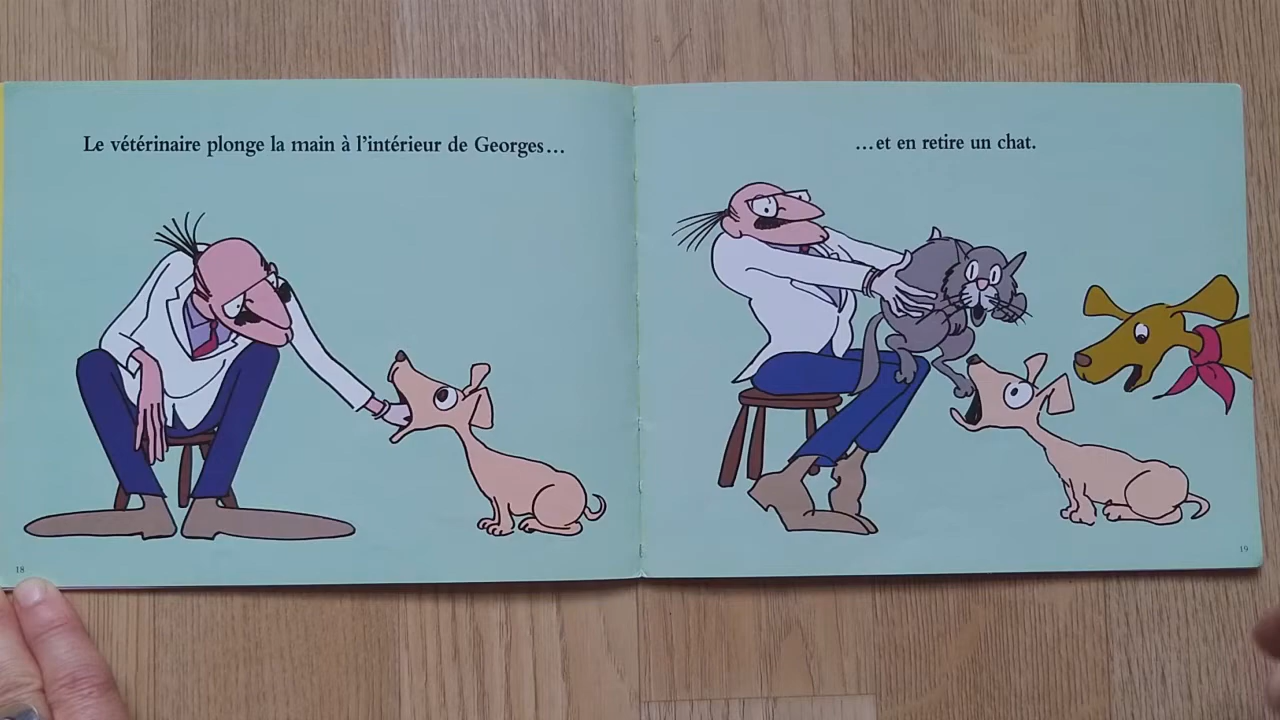 Le vétérinaire plonge la main à l'intérieur de Georges...
...et en retire un chat.
18
19